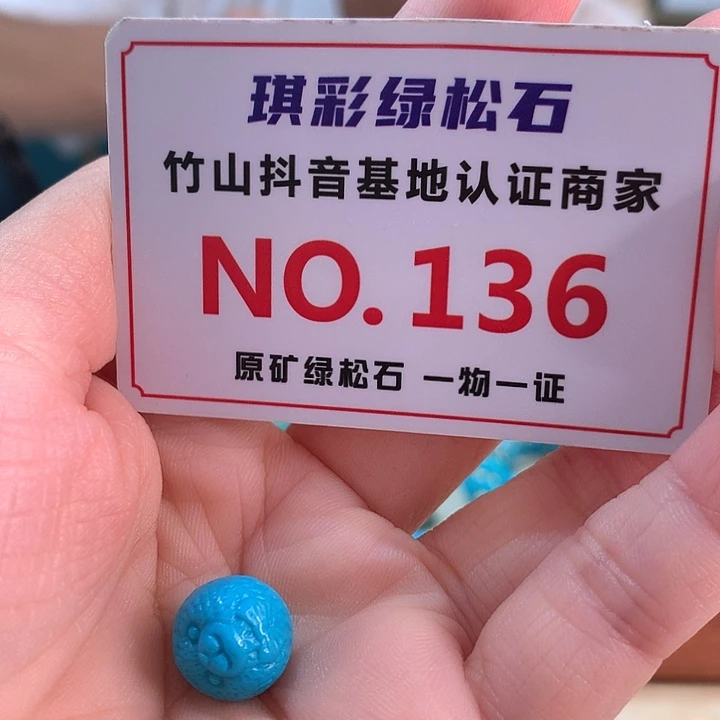 琪彩绿松石
竹山抖音基地认证商家
NO.136
原矿绿松石 一物一证